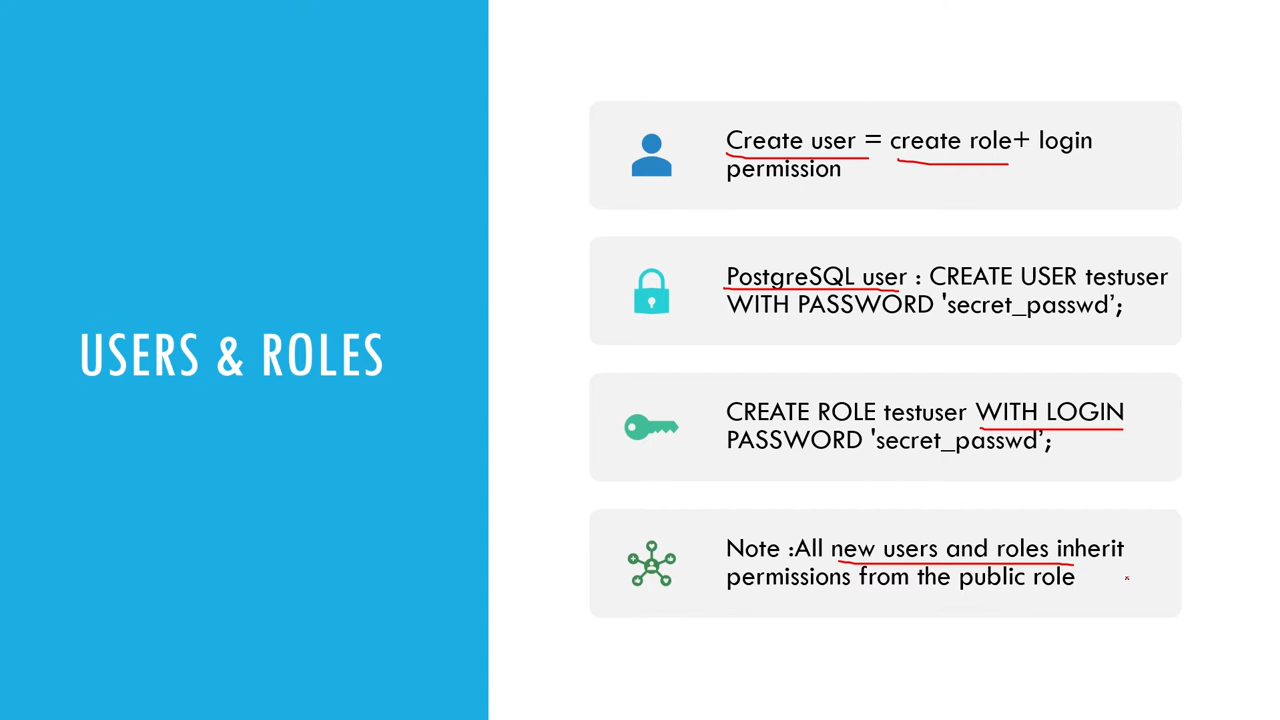 USERS & ROLES
Create user = create role+ login
permission
PostgreSQL user : CREATE USER testuser
WITH PASSWORD 'secret_passwd’;
CREATE ROLE testuser WITH LOGIN
PASSWORD 'secret_passwd’;
Note :All new users and roles inherit
permissions from the public role